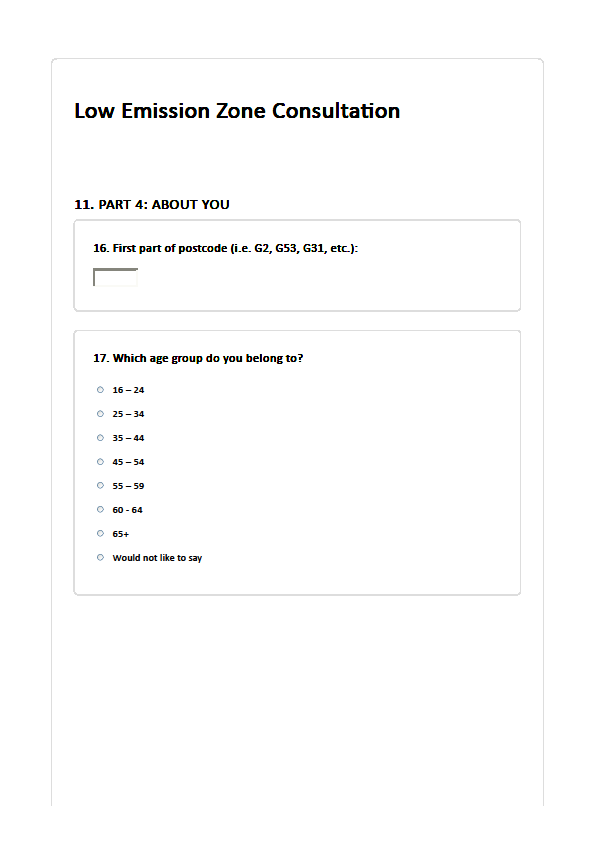 Low Emission Zone Consultation
11. PART 4: ABOUT YOU
16. First part of postcode (i.e. G2, G53, G31, etc.):
17. Which age group do you belong to?
16 – 24
25 – 34
35 – 44
45 – 54
55 – 59
60 - 64
65+
Would not like to say